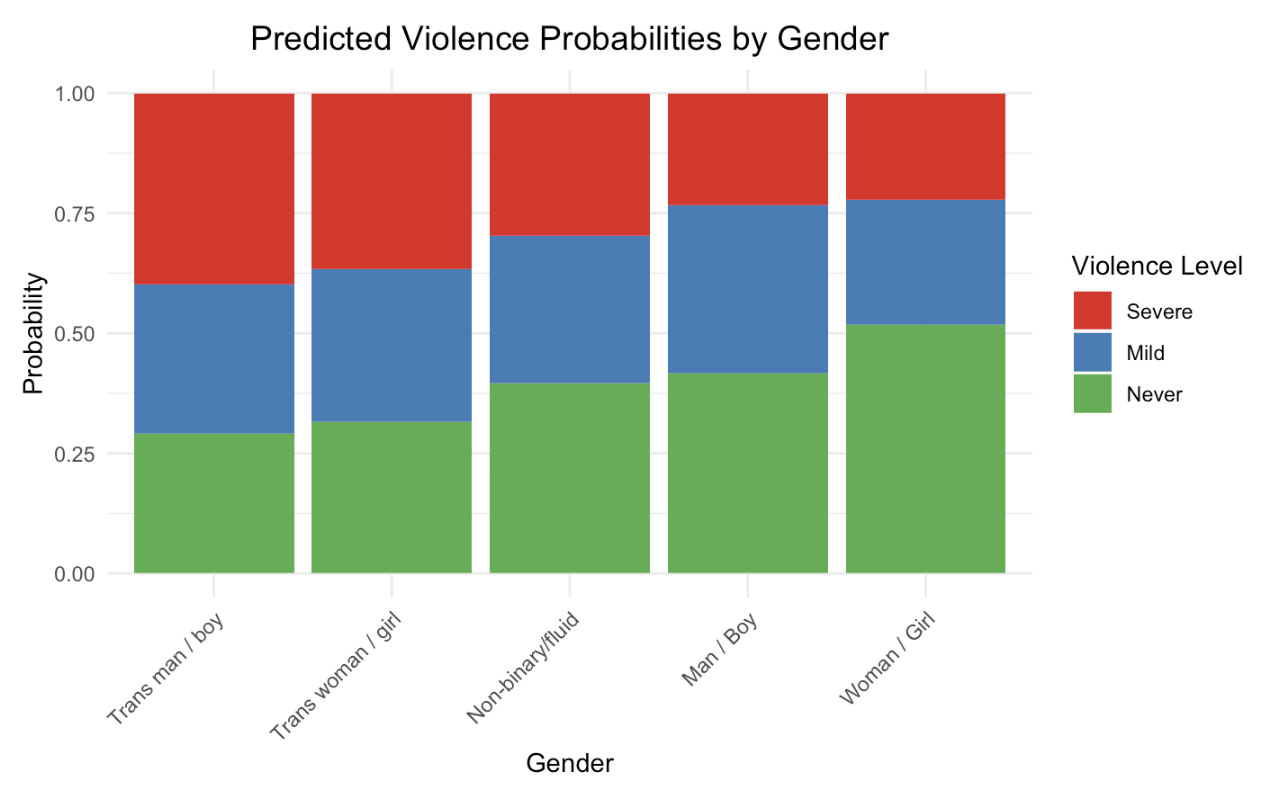 Predicted Violence Probabilities by Gender
1.00
0.75
0.50
0.25
0.00
Probability
Trans man / boy
Trans woman / girl
Non-binary/fluid
Man / Boy
Woman / Girl
Gender
Violence Level
Severe
Mild
Never